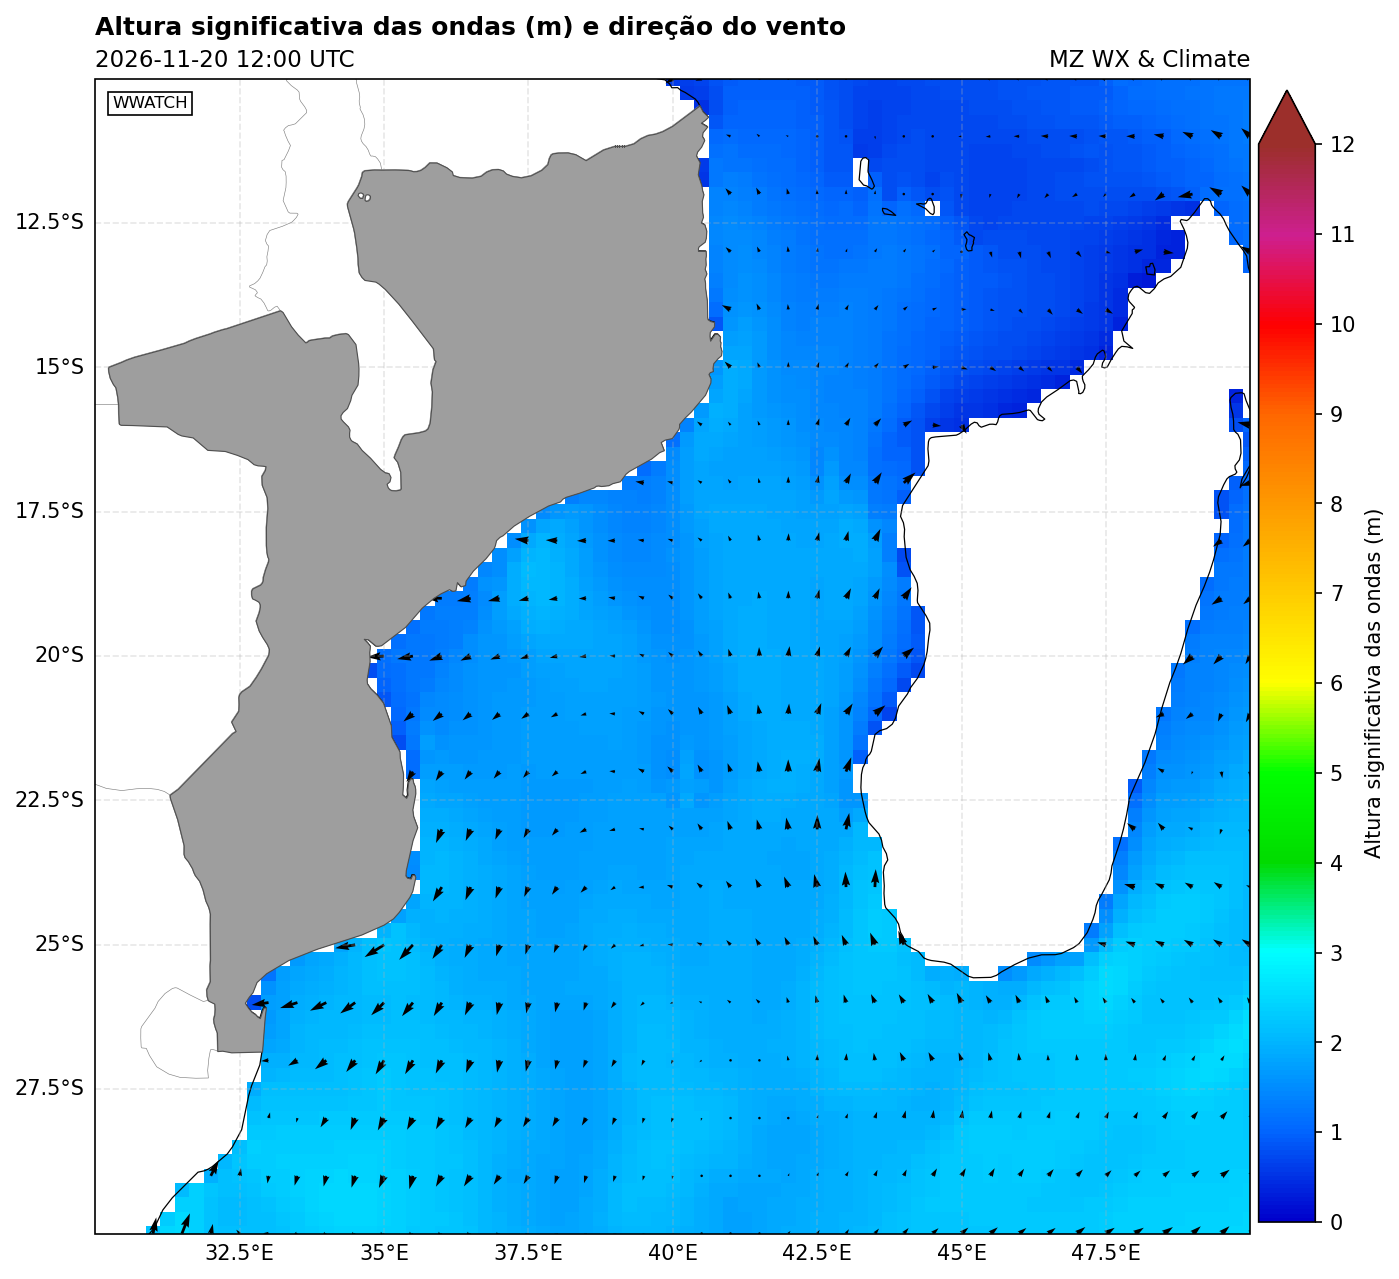 Altura significativa das ondas (m) e direção do vento
2026-11-20 12:00 UTC
MZ WX & Climate
WWATCH
12.5°S
15°S
17.5°S
20°S
22.5°S
25°S
27.5°S
32.5°E
35°E
37.5°E
40°E
42.5°E
45°E
47.5°E
12
11
10
9
8
7
6
5
4
3
2
1
0
Altura significativa das ondas (m)